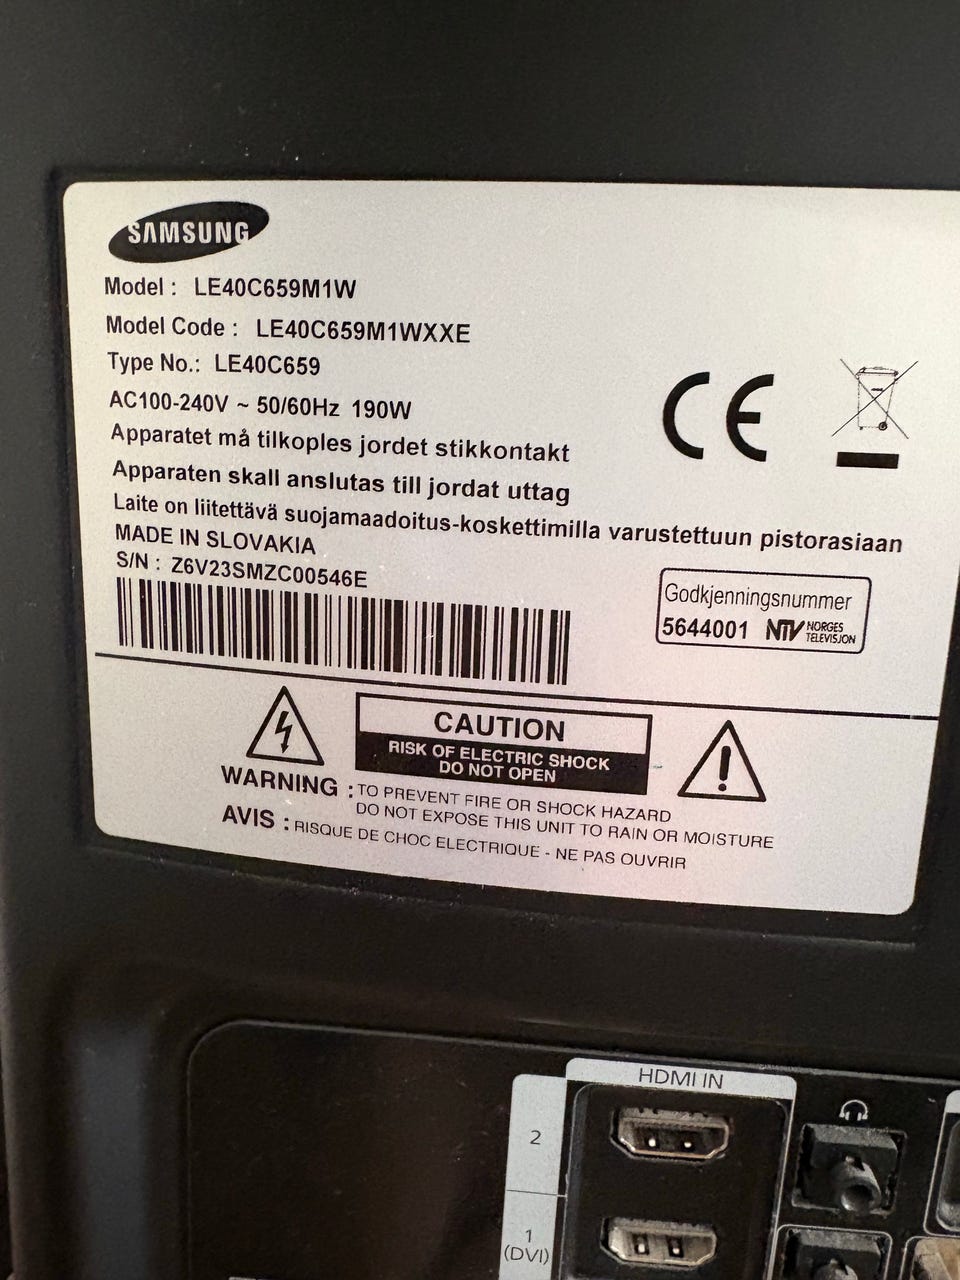 SAMSUNG
Model : LE40C659M1W
Model Code : LE40C659M1WXXE
Type No.: LE40C659
AC100-240V ~ 50/60Hz 190W
Apparatet må tilkoples jordet stikkontakt
Apparaten skall anslutas till jordat uttag
Laite on liitettävä suojamaadoitus-koskettimilla varustettuun pistorasiaan
MADE IN SLOVAKIA
S/N : Z6V23SMZC00546E
CE
Godkjenningsnummer
5644001 NTV NORGES TELEVISJON
CAUTION
RISK OF ELECTRIC SHOCK
DO NOT OPEN
WARNING : TO PREVENT FIRE OR SHOCK HAZARD
DO NOT EXPOSE THIS UNIT TO RAIN OR MOISTURE
AVIS : RISQUE DE CHOC ELECTRIQUE - NE PAS OUVRIR
HDMI IN
2
1
(DVI)